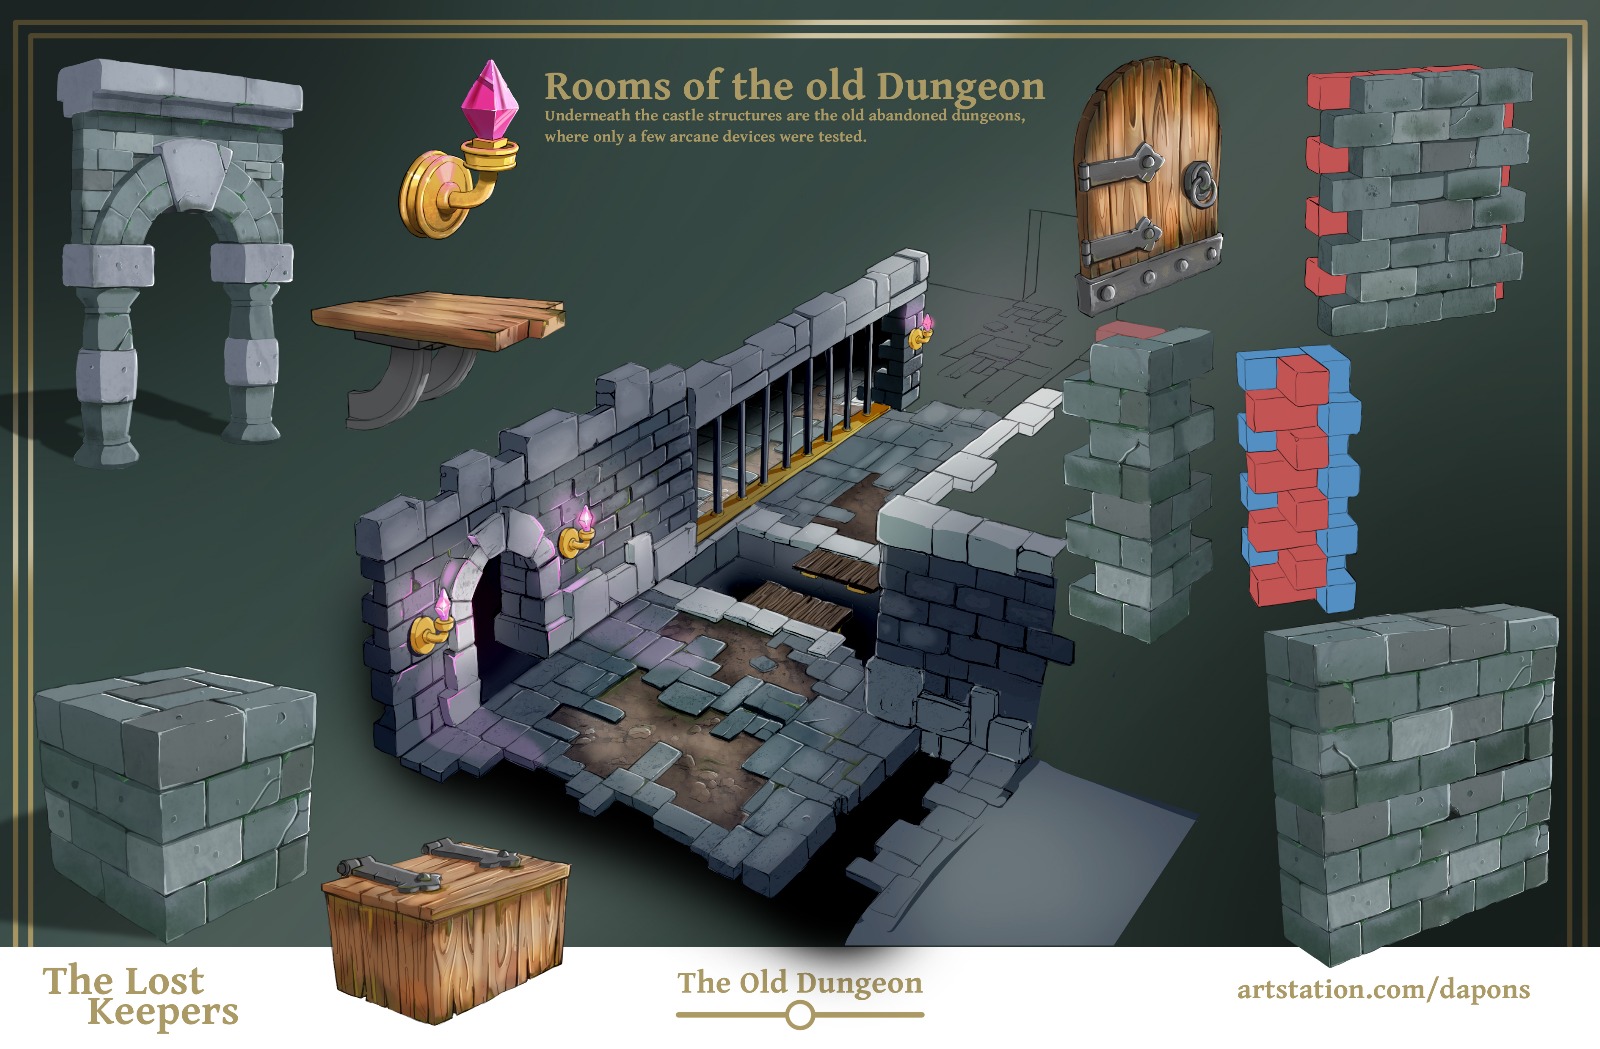 Rooms of the old Dungeon
Underneath the castle structures are the old abandoned dungeons,
where only a few arcane devices were tested.
The Lost
Keepers
The Old Dungeon
artstation.com/dapons